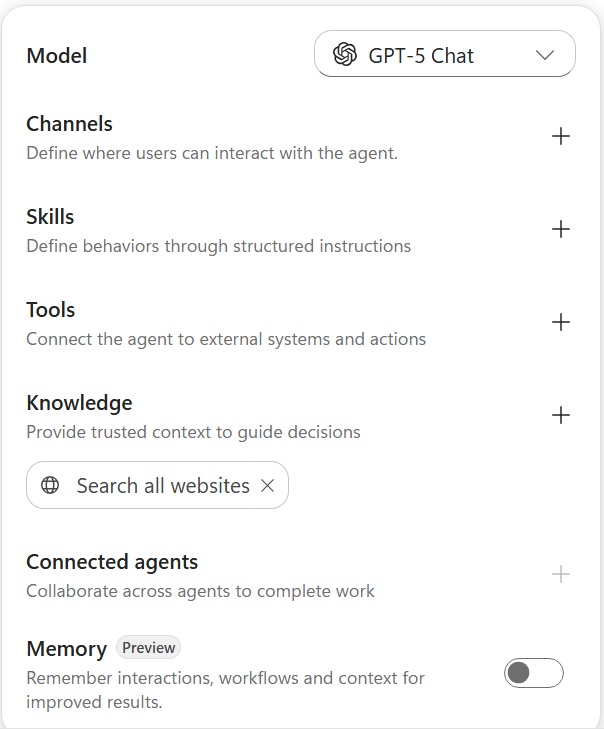 Model
GPT-5 Chat
Channels
Define where users can interact with the agent.
Skills
Define behaviors through structured instructions
Tools
Connect the agent to external systems and actions
Knowledge
Provide trusted context to guide decisions
Search all websites
Connected agents
Collaborate across agents to complete work
Memory Preview
Remember interactions, workflows and context for
improved results.